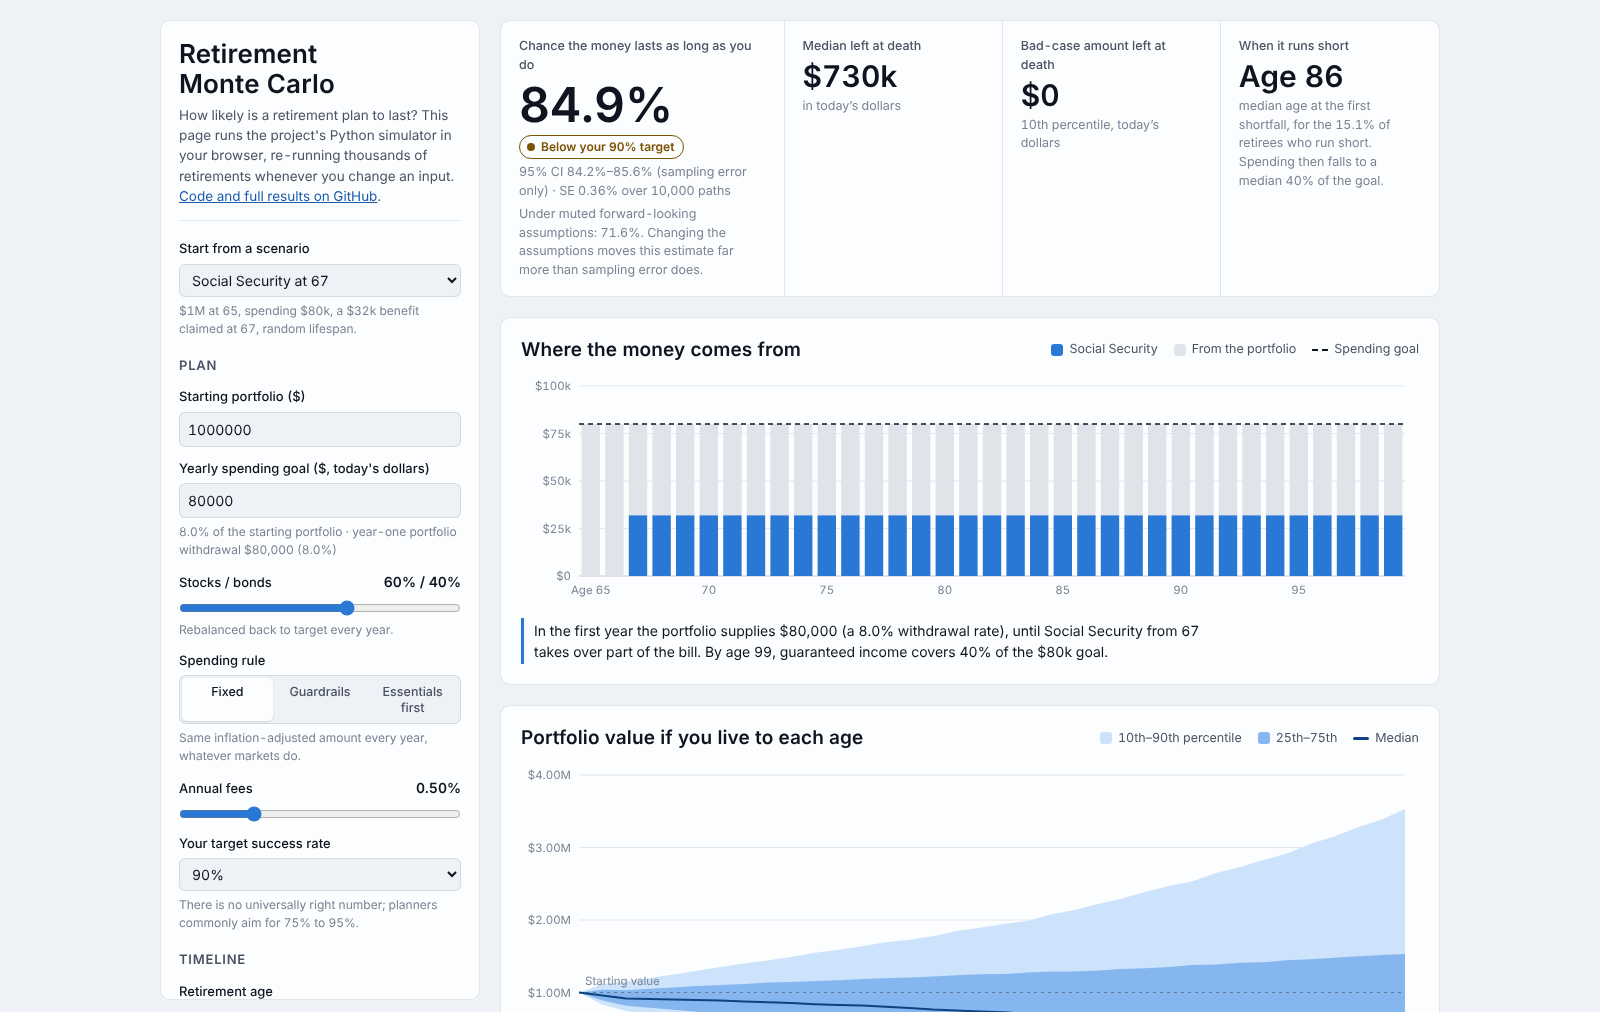 Retirement
Monte Carlo
How likely is a retirement plan to last? This
page runs the project's Python simulator in
your browser, re-running thousands of
retirements whenever you change an input.
Code and full results on GitHub.
Start from a scenario
Social Security at 67
$1M at 65, spending $80k, a $32k benefit
claimed at 67, random lifespan.
PLAN
Starting portfolio ($)
1000000
Yearly spending goal ($, today's dollars)
80000
8.0% of the starting portfolio · year-one portfolio
withdrawal $80,000 (8.0%)
Stocks / bonds 60% / 40%
Rebalanced back to target every year.
Spending rule
Fixed Guardrails Essentials
first
Same inflation-adjusted amount every year,
whatever markets do.
Annual fees 0.50%
Your target success rate
90%
There is no universally right number; planners
commonly aim for 75% to 95%.
TIMELINE
Retirement age
Chance the money lasts as long as you
do
84.9%
Below your 90% target
95% CI 84.2%–85.6% (sampling error
only) · SE 0.36% over 10,000 paths
Under muted forward-looking
assumptions: 71.6%. Changing the
assumptions moves this estimate far
more than sampling error does.
Median left at death
$730k
in today’s dollars
Bad-case amount left at
death
$0
10th percentile, today’s
dollars
When it runs short
Age 86
median age at the first
shortfall, for the 15.1% of
retirees who run short.
Spending then falls to a
median 40% of the goal.
Where the money comes from
Social Security From the portfolio Spending goal
$100k
$75k
$50k
$25k
$0
Age 65 70 75 80 85 90 95
In the first year the portfolio supplies $80,000 (a 8.0% withdrawal rate), until Social Security from 67
takes over part of the bill. By age 99, guaranteed income covers 40% of the $80k goal.
Portfolio value if you live to each age
10th–90th percentile 25th–75th Median
$4.00M
$3.00M
$2.00M
Starting value
$1.00M